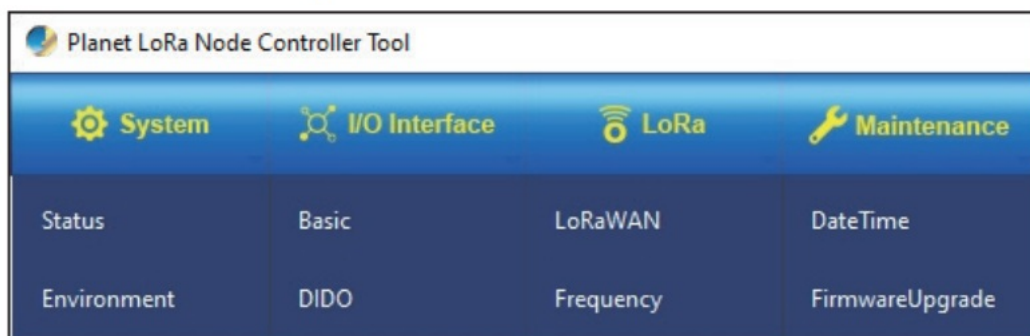 Planet LoRa Node Controller Tool
System I/O Interface LoRa Maintenance
Status Basic LoRaWAN DateTime
Environment DIDO Frequency FirmwareUpgrade